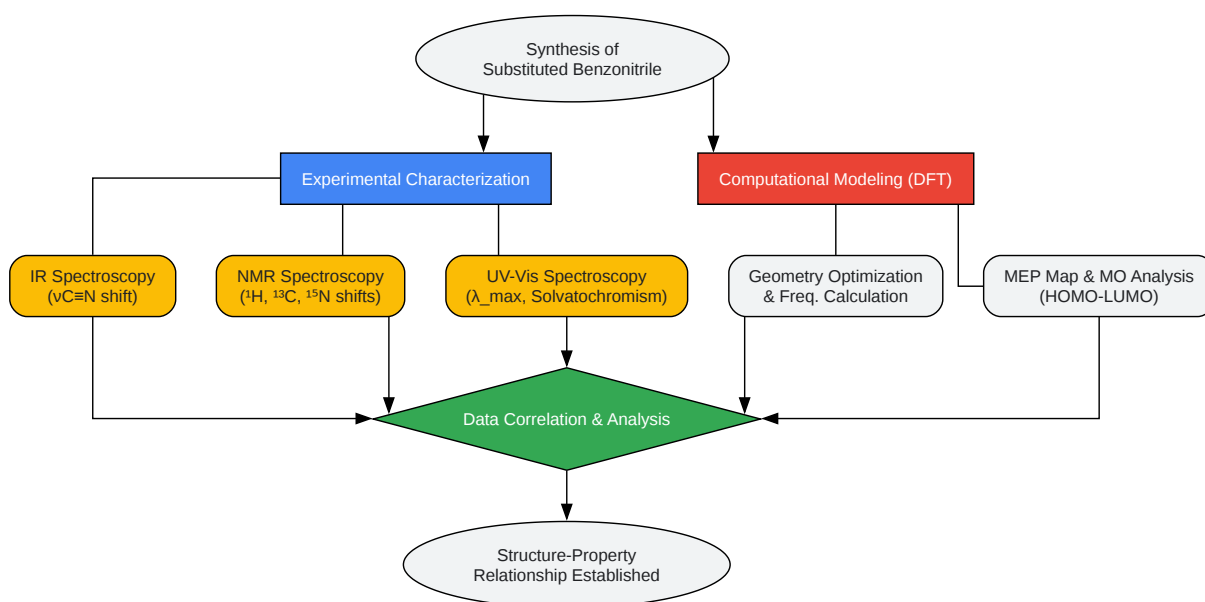 Synthesis of
Substituted Benzonitrile
Experimental Characterization
Computational Modeling (DFT)
IR Spectroscopy
(νC≡N shift)
NMR Spectroscopy
(¹H, ¹³C, ¹⁵N shifts)
UV-Vis Spectroscopy
(λ_max, Solvatochromism)
Geometry Optimization
& Freq. Calculation
MEP Map & MO Analysis
(HOMO-LUMO)
Data Correlation & Analysis
Structure-Property
Relationship Established